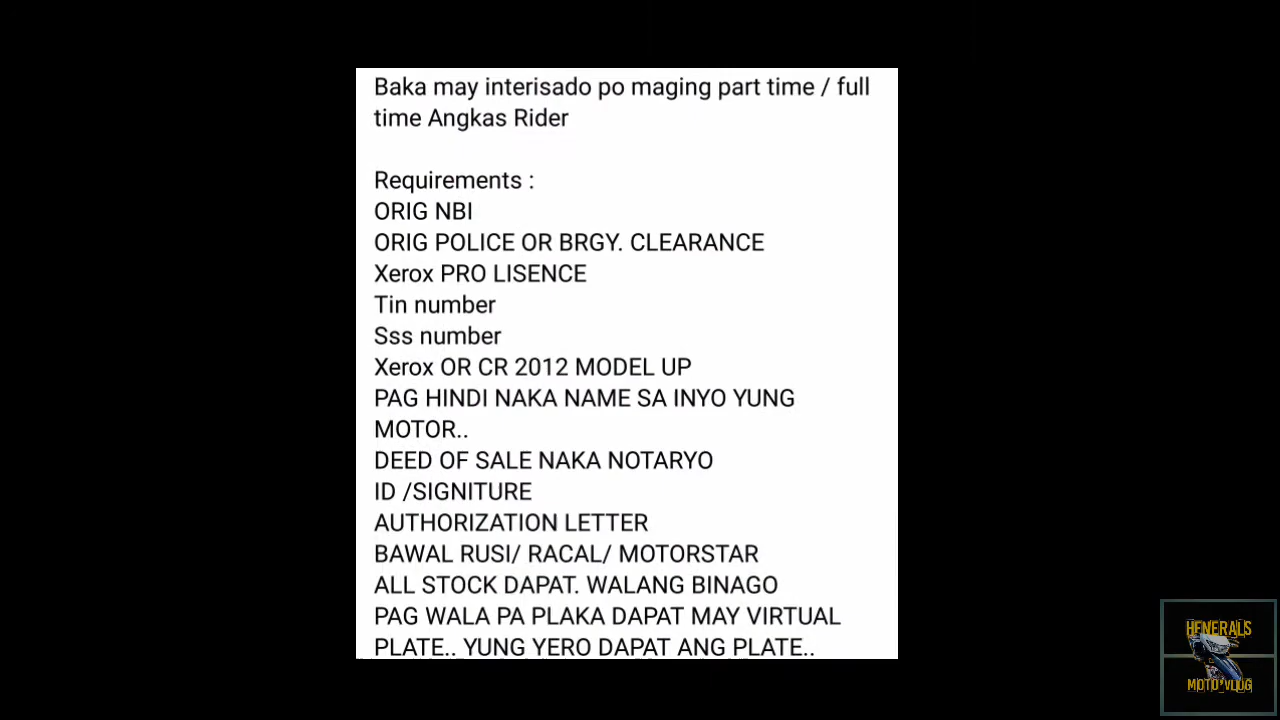 Baka may interisado po maging part time / full
time Angkas Rider
Requirements :
ORIG NBI
ORIG POLICE OR BRGY. CLEARANCE
Xerox PRO LISENCE
Tin number
Sss number
Xerox OR CR 2012 MODEL UP
PAG HINDI NAKA NAME SA INYO YUNG
MOTOR..
DEED OF SALE NAKA NOTARYO
ID /SIGNITURE
AUTHORIZATION LETTER
BAWAL RUSI/ RACAL/ MOTORSTAR
ALL STOCK DAPAT. WALANG BINAGO
PAG WALA PA PLAKA DAPAT MAY VIRTUAL
PLATE.. YUNG YERO DAPAT ANG PLATE..
HENERALS
MOTO'VLOG